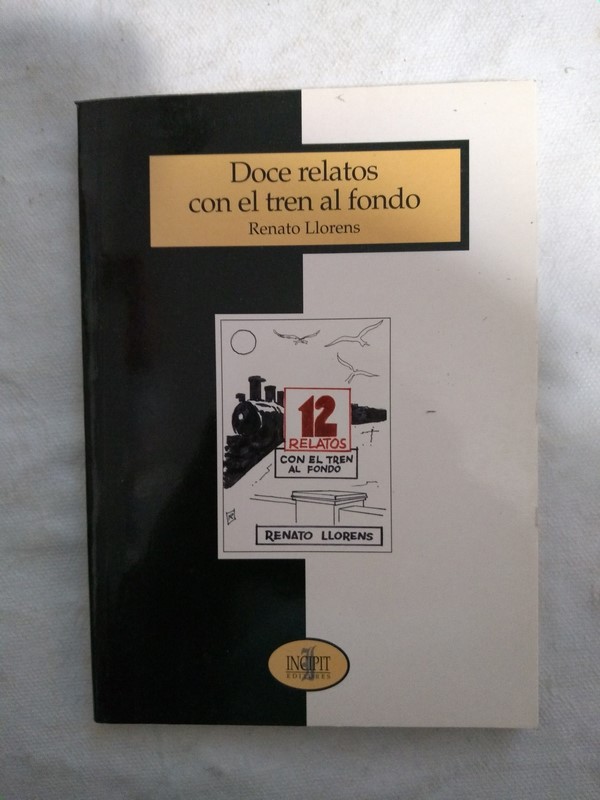 Doce relatos
con el tren al fondo
Renato Llorens
12
RELATOS
CON EL TREN
AL FONDO
RENATO LLORENS
INCIPIT
EDITORES